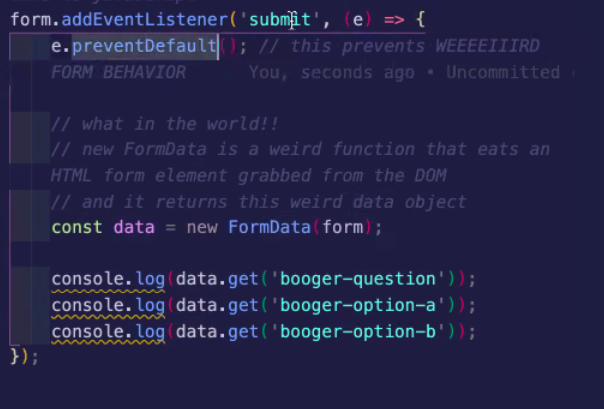 form.addEventListener('submit', (e) => {
e.preventDefault(); // this prevents WEEEEIIIRD
FORM BEHAVIOR You, seconds ago • Uncommitted
// what in the world!!
// new FormData is a weird function that eats an
HTML form element grabbed from the DOM
// and it returns this weird data object
const data = new FormData(form);
console.log(data.get('booger-question'));
console.log(data.get('booger-option-a'));
console.log(data.get('booger-option-b'));
});